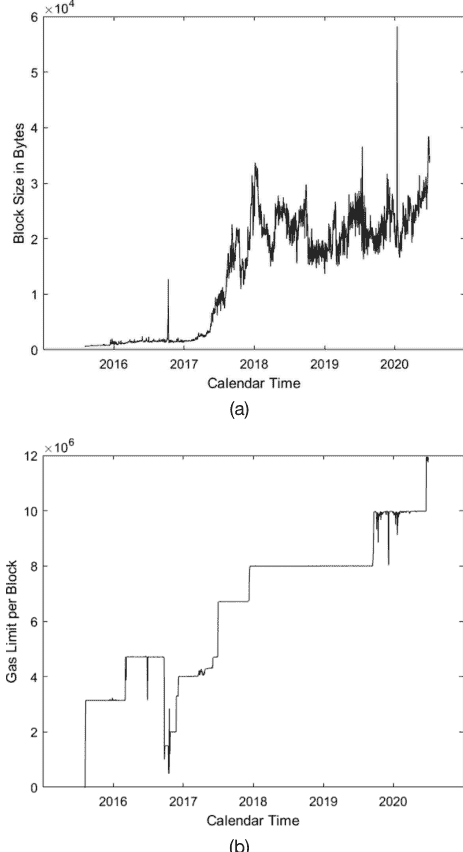 ×10⁴
6
5
4
3
2
1
0
Block Size in Bytes
2016 2017 2018 2019 2020
Calendar Time
(a)
×10⁶
12
10
8
6
4
2
0
Gas Limit per Block
2016 2017 2018 2019 2020
Calendar Time
(b)